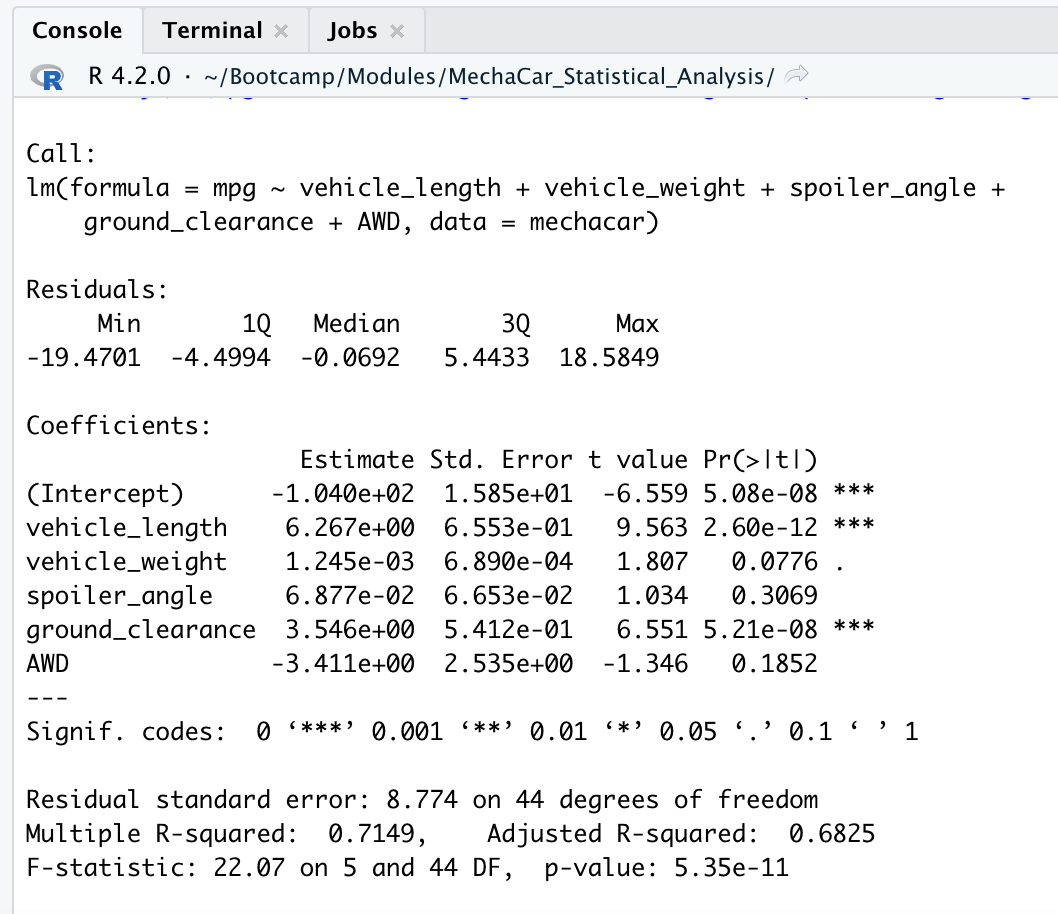 Console Terminal × Jobs ×
R R 4.2.0 · ~/Bootcamp/Modules/MechaCar_Statistical_Analysis/
Call:
lm(formula = mpg ~ vehicle_length + vehicle_weight + spoiler_angle +
    ground_clearance + AWD, data = mechacar)
Residuals:
     Min       1Q   Median       3Q      Max
-19.4701  -4.4994  -0.0692   5.4433  18.5849
Coefficients:
                   Estimate Std. Error t value Pr(>|t|)
(Intercept)      -1.040e+02  1.585e+01  -6.559 5.08e-08 ***
vehicle_length    6.267e+00  6.553e-01   9.563 2.60e-12 ***
vehicle_weight    1.245e-03  6.890e-04   1.807   0.0776 .
spoiler_angle     6.877e-02  6.653e-02   1.034   0.3069
ground_clearance  3.546e+00  5.412e-01   6.551 5.21e-08 ***
AWD              -3.411e+00  2.535e+00  -1.346   0.1852
---
Signif. codes:  0 ‘***’ 0.001 ‘**’ 0.01 ‘*’ 0.05 ‘.’ 0.1 ‘ ’ 1
Residual standard error: 8.774 on 44 degrees of freedom
Multiple R-squared:  0.7149,    Adjusted R-squared:  0.6825
F-statistic: 22.07 on 5 and 44 DF,  p-value: 5.35e-11